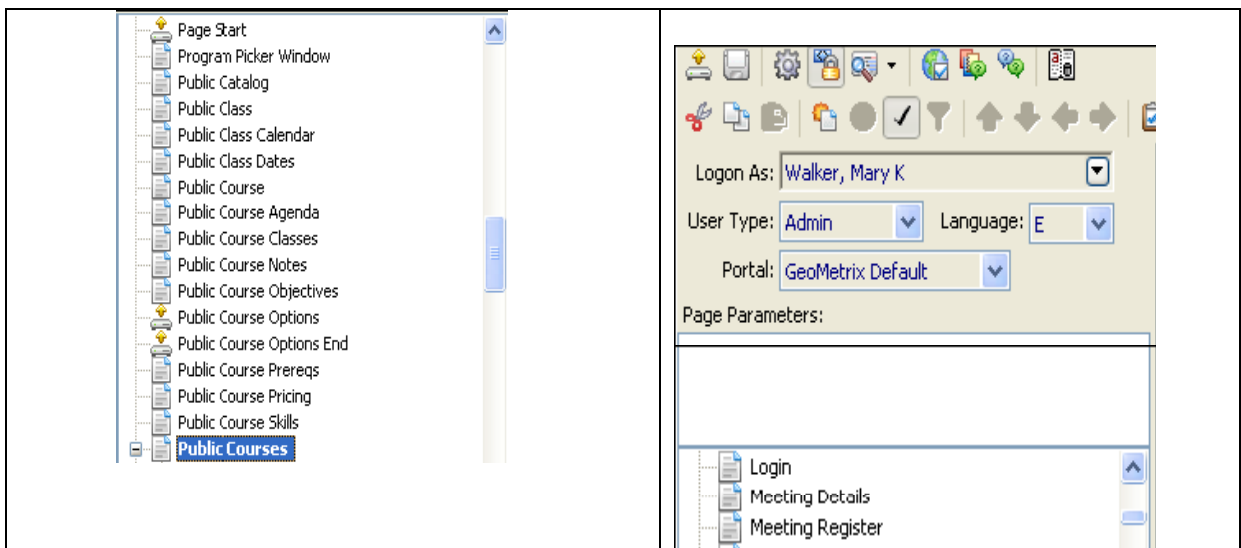 Page Start
Program Picker Window
Public Catalog
Public Class
Public Class Calendar
Public Class Dates
Public Course
Public Course Agenda
Public Course Classes
Public Course Notes
Public Course Objectives
Public Course Options
Public Course Options End
Public Course Prereqs
Public Course Pricing
Public Course Skills
Public Courses
Logon As: Walker, Mary K
User Type: Admin Language: E
Portal: GeoMetrix Default
Page Parameters:
Login
Meeting Details
Meeting Register